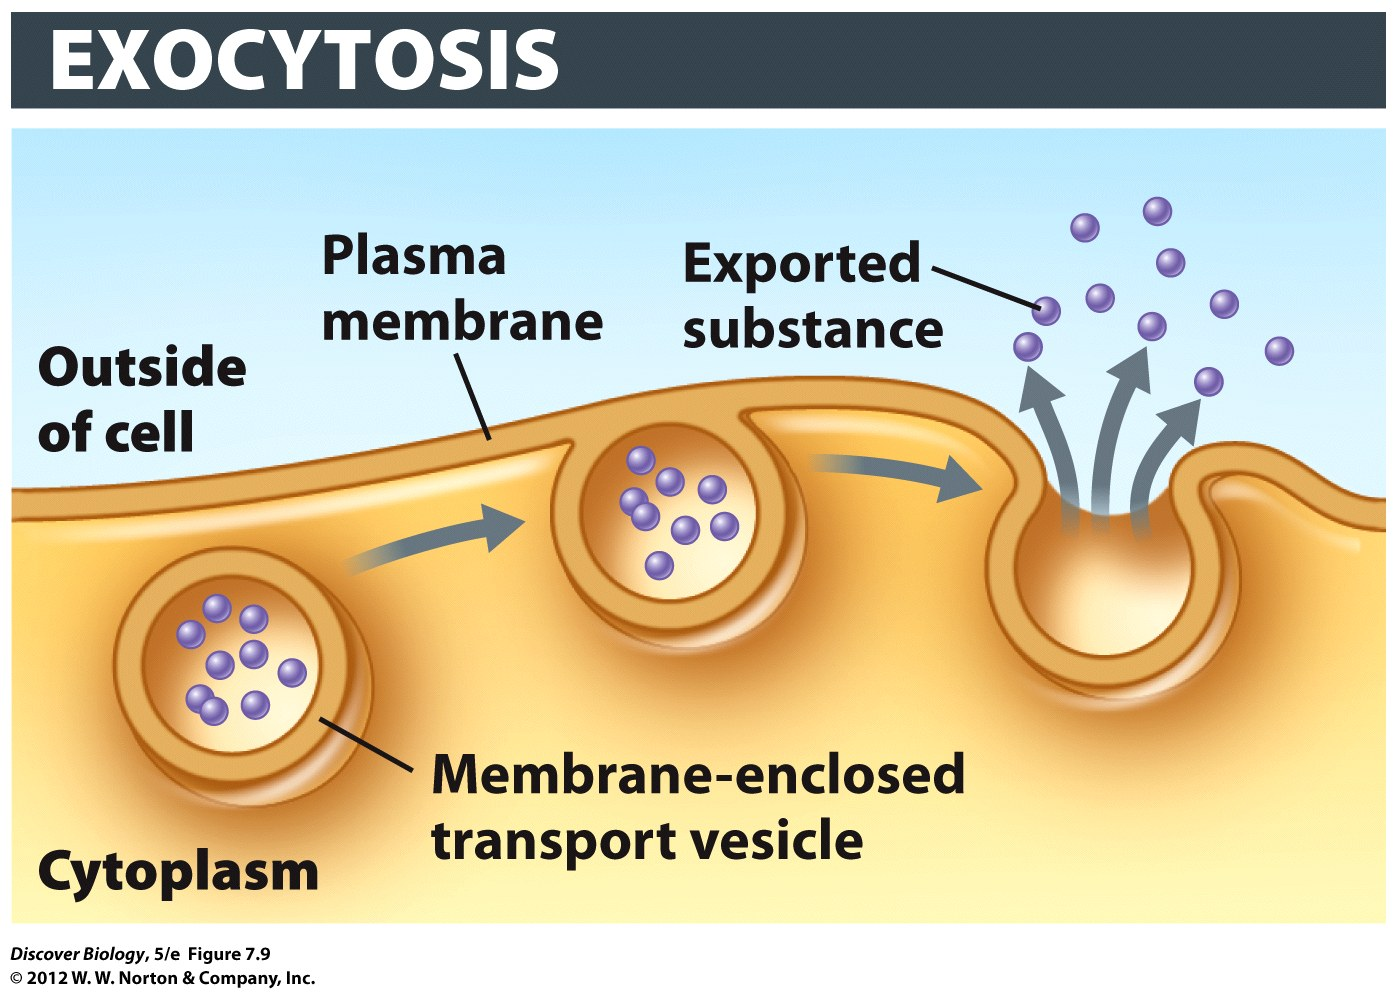 EXOCYTOSIS
Plasma
membrane
Exported
substance
Outside
of cell
Membrane-enclosed
transport vesicle
Cytoplasm
Discover Biology, 5/e Figure 7.9
© 2012 W. W. Norton & Company, Inc.